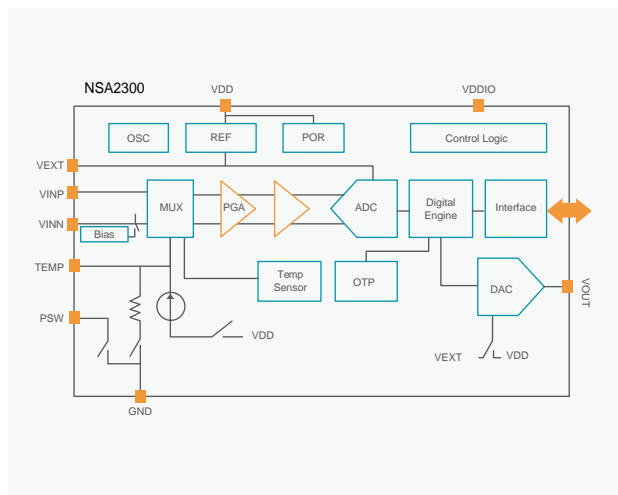 NSA2300
VDD
VDDIO
OSC
REF
POR
Control Logic
VEXT
VINP
VINN
Bias
MUX
PGA
ADC
Digital
Engine
Interface
TEMP
Temp
Sensor
OTP
DAC
VOUT
PSW
VDD
VEXT
VDD
GND